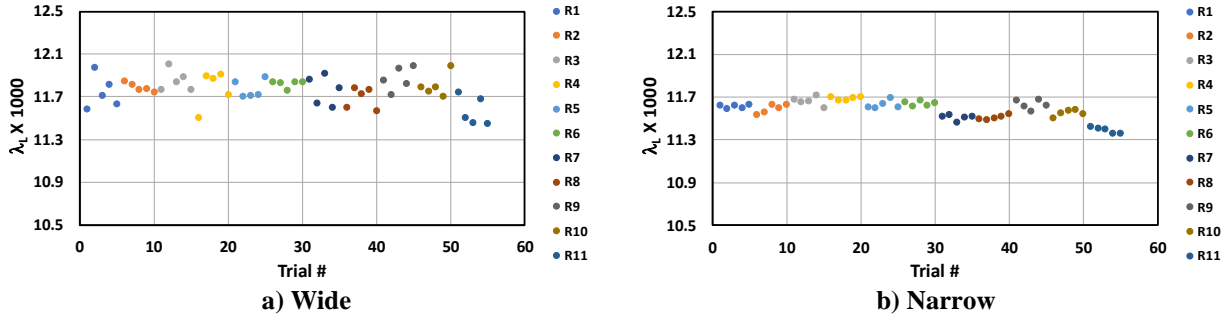 12.5
12.1
11.7
11.3
10.9
10.5
λL X 1000
0 10 20 30 40 50 60
Trial #
R1
R2
R3
R4
R5
R6
R7
R8
R9
R10
R11
a) Wide
12.5
12.1
11.7
11.3
10.9
10.5
λL X 1000
0 10 20 30 40 50 60
Trial #
R1
R2
R3
R4
R5
R6
R7
R8
R9
R10
R11
b) Narrow